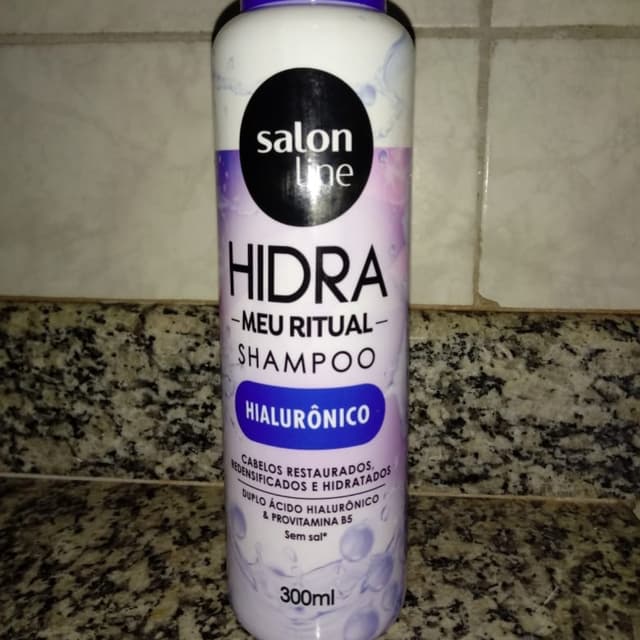 salon
line
HIDRA
MEU RITUAL
SHAMPOO
HIALURÔNICO
CABELOS RESTAURADOS,
REDENSIFICADOS E HIDRATADOS
DUPLO ÁCIDO HIALURÔNICO
& PROVITAMINA B5
Sem sal*
300ml